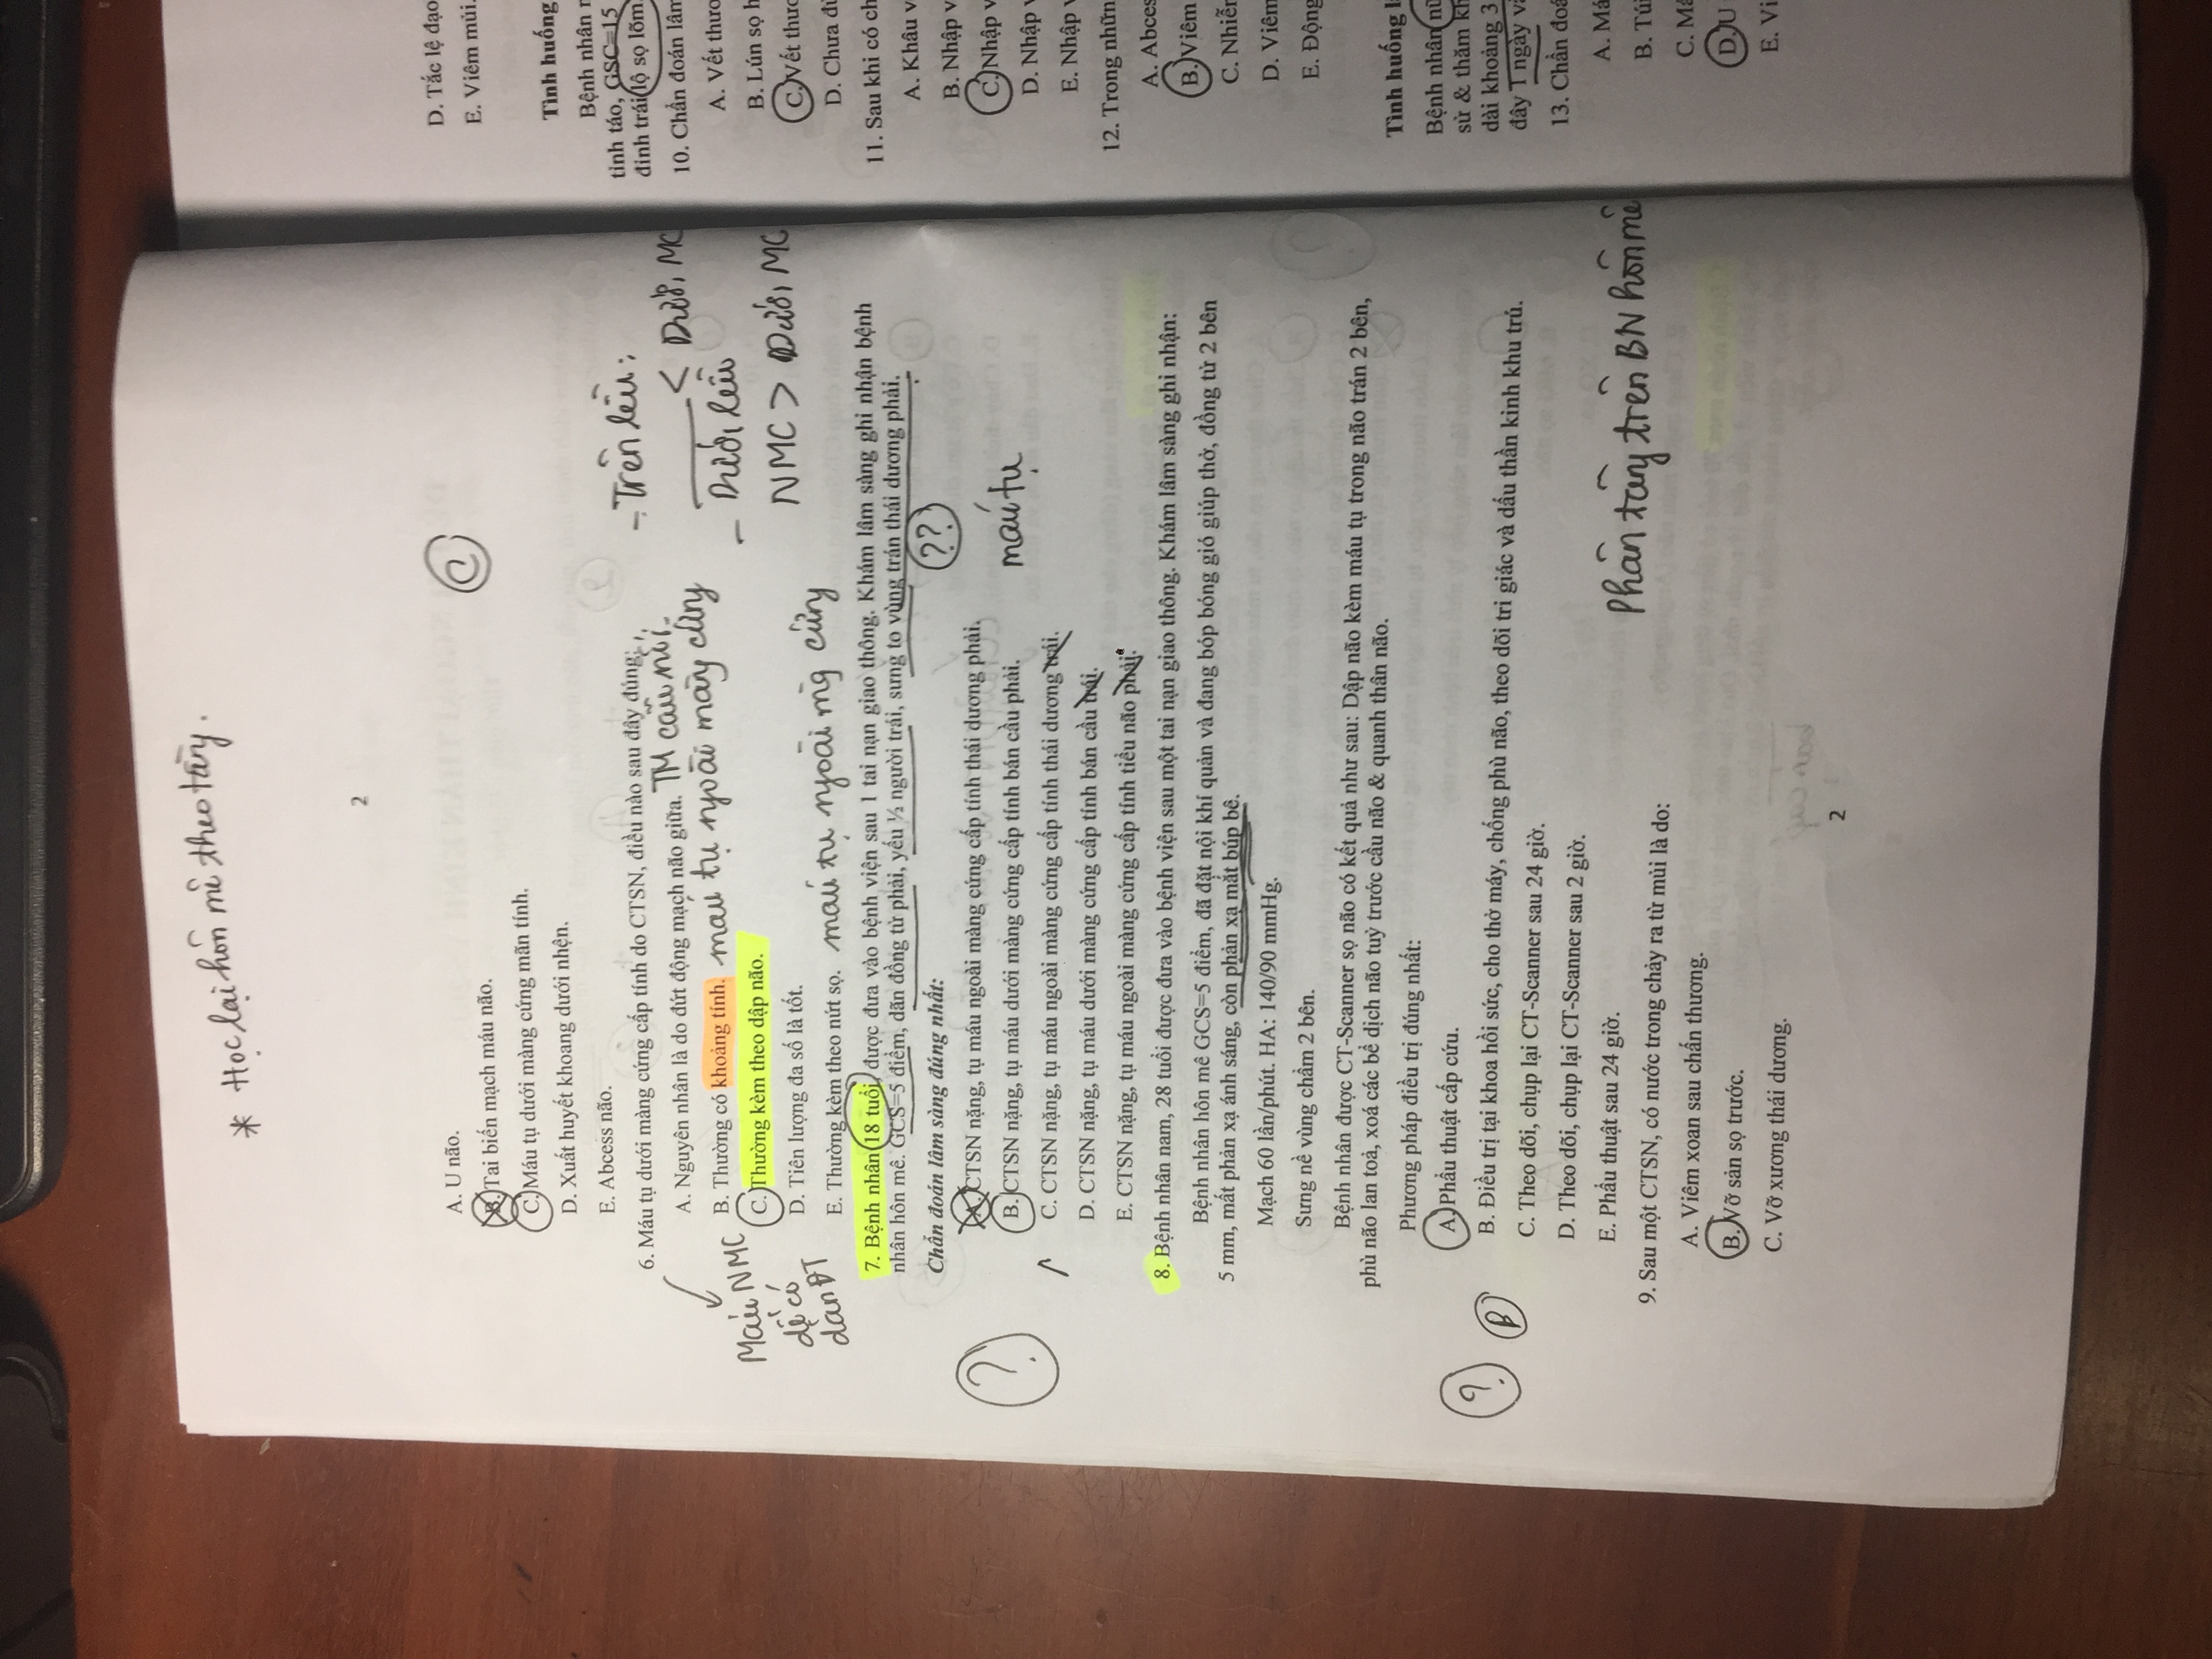 * Học lại hôn mê theo tầng.
2
A. U não.
B. Tai biến mạch máu não.
C. Máu tụ dưới màng cứng mãn tính.
D. Xuất huyết khoang dưới nhện.
E. Abcess não.
C
6. Máu tụ dưới màng cứng cấp tính do CTSN, điều nào sau đây đúng:
A. Nguyên nhân là do đứt động mạch não giữa. TM cầu nối.
B. Thường có khoảng tỉnh. máu tụ ngoài màng cứng
C. Thường kèm theo dập não.
D. Tiên lượng đa số là tốt.
E. Thường kèm theo nứt sọ. máu tụ ngoài mg cứng
Máu NMC
dễ có
dãn ĐT
- Trên lều:
< Dưới MC
- Dưới lều
NMC > Dưới MC
7. Bệnh nhân 18 tuổi, được đưa vào bệnh viện sau 1 tai nạn giao thông. Khám lâm sàng ghi nhận bệnh
nhân hôn mê. GCS=5 điểm, dãn đồng tử phải, yếu ½ người trái, sưng to vùng trán thái dương phải.
Chẩn đoán lâm sàng đúng nhất:
??
?
A. CTSN nặng, tụ máu ngoài màng cứng cấp tính thái dương phải.
B. CTSN nặng, tụ máu dưới màng cứng cấp tính bán cầu phải.
máu tụ
C. CTSN nặng, tụ máu ngoài màng cứng cấp tính thái dương trái.
D. CTSN nặng, tụ máu dưới màng cứng cấp tính bán cầu trái.
E. CTSN nặng, tụ máu ngoài màng cứng cấp tính tiểu não phải.
8. Bệnh nhân nam, 28 tuổi được đưa vào bệnh viện sau một tai nạn giao thông. Khám lâm sàng ghi nhận:
Bệnh nhân hôn mê GCS=5 điểm, đã đặt nội khí quản và đang bóp bóng gió giúp thở, đồng tử 2 bên
5 mm, mất phản xạ ánh sáng, còn phản xạ mắt búp bê.
Mạch 60 lần/phút. HA: 140/90 mmHg.
Sưng nề vùng chẩm 2 bên.
Bệnh nhân được CT-Scanner sọ não có kết quả như sau: Dập não kèm máu tụ trong não trán 2 bên,
phù não lan toả, xoá các bể dịch não tuỷ trước cầu não & quanh thân não.
Phương pháp điều trị đúng nhất:
A. Phẩu thuật cấp cứu.
?
B
B. Điều trị tại khoa hồi sức, cho thở máy, chống phù não, theo dõi tri giác và dấu thần kinh khu trú.
C. Theo dõi, chụp lại CT-Scanner sau 24 giờ.
D. Theo dõi, chụp lại CT-Scanner sau 2 giờ.
E. Phẩu thuật sau 24 giờ.
Phân tầng trên BN hôn mê
9. Sau một CTSN, có nước trong chảy ra từ mủi là do:
A. Viêm xoan sau chấn thương.
B. Vỡ sản sọ trước.
C. Vỡ xương thái dương.
2
D. Tắc lệ đạo
E. Viêm mủi.
Tình huống
Bệnh nhân
tỉnh táo, GSC=15
đỉnh trái lộ sọ lõm
10. Chẩn đoán lâm
A. Vết thươ
B. Lún sọ h
C. Vết thươ
D. Chưa đủ
11. Sau khi có ch
A. Khâu v
B. Nhập v
C. Nhập v
D. Nhập v
E. Nhập v
12. Trong những
A. Abces
B. Viêm
C. Nhiễm
D. Viêm
E. Động
Tình huống l
Bệnh nhân nữ
sử & thăm kh
dài khoảng 3
đây 1 ngày
13. Chẩn đoá
A. Má
B. Tú
C. Má
D. U
E. Vi